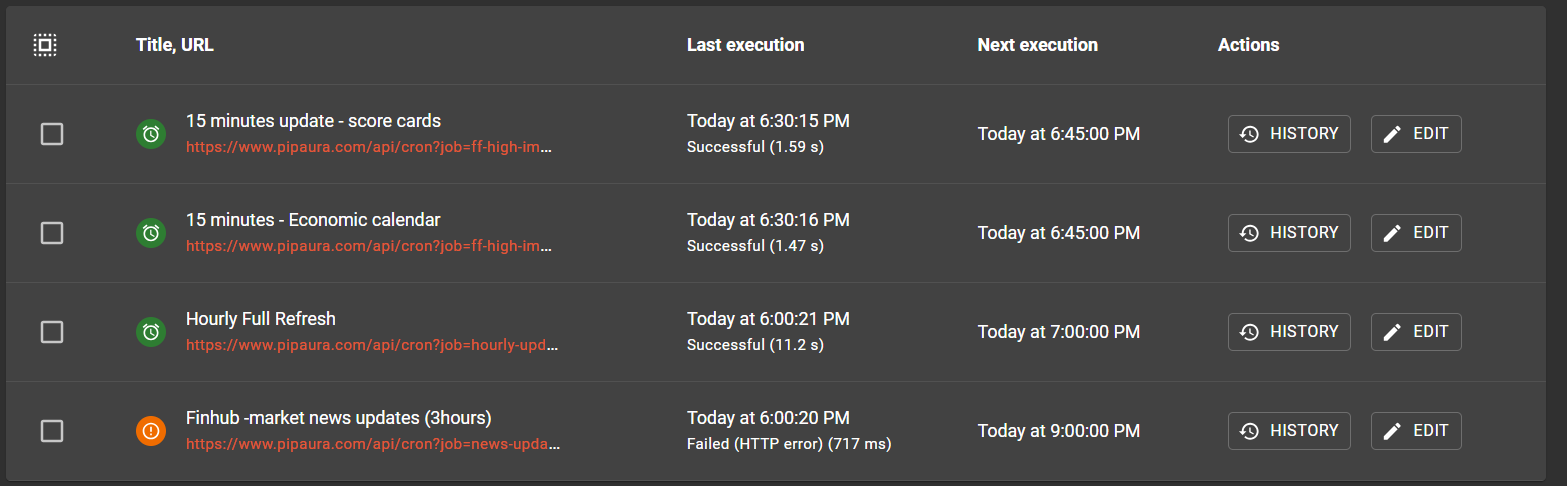 Title, URL Last execution Next execution Actions
15 minutes update - score cards
https://www.pipaura.com/api/cron?job=ff-high-im...
Today at 6:30:15 PM
Successful (1.59 s)
Today at 6:45:00 PM
HISTORY EDIT
15 minutes - Economic calendar
https://www.pipaura.com/api/cron?job=ff-high-im...
Today at 6:30:16 PM
Successful (1.47 s)
Today at 6:45:00 PM
HISTORY EDIT
Hourly Full Refresh
https://www.pipaura.com/api/cron?job=hourly-upd...
Today at 6:00:21 PM
Successful (11.2 s)
Today at 7:00:00 PM
HISTORY EDIT
Finhub -market news updates (3hours)
https://www.pipaura.com/api/cron?job=news-upda...
Today at 6:00:20 PM
Failed (HTTP error) (717 ms)
Today at 9:00:00 PM
HISTORY EDIT